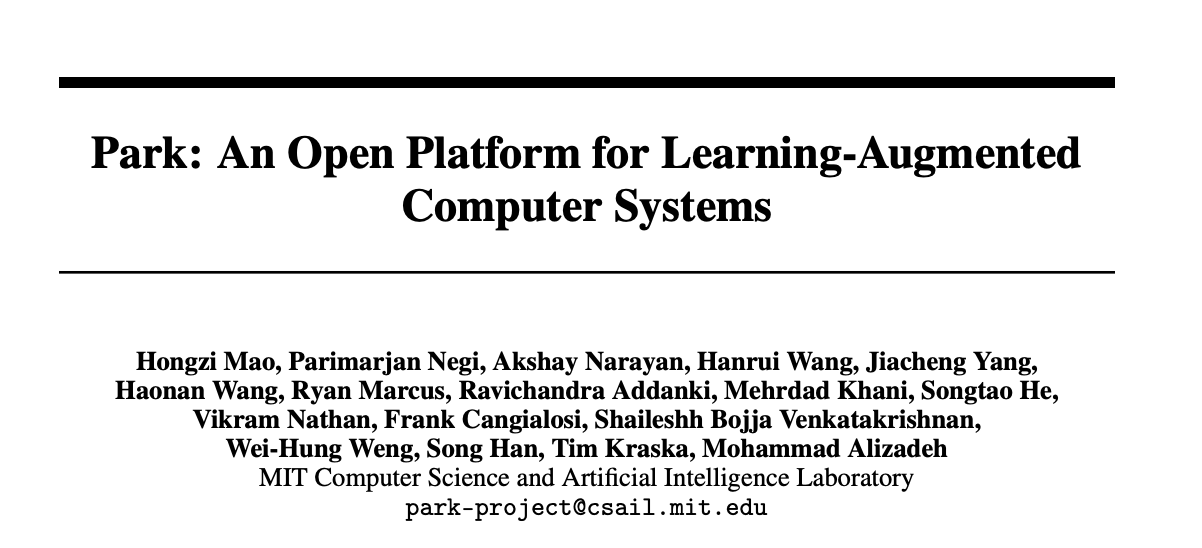 Park: An Open Platform for Learning-Augmented
Computer Systems
Hongzi Mao, Parimarjan Negi, Akshay Narayan, Hanrui Wang, Jiacheng Yang,
Haonan Wang, Ryan Marcus, Ravichandra Addanki, Mehrdad Khani, Songtao He,
Vikram Nathan, Frank Cangialosi, Shaileshh Bojja Venkatakrishnan,
Wei-Hung Weng, Song Han, Tim Kraska, Mohammad Alizadeh
MIT Computer Science and Artificial Intelligence Laboratory
park-project@csail.mit.edu